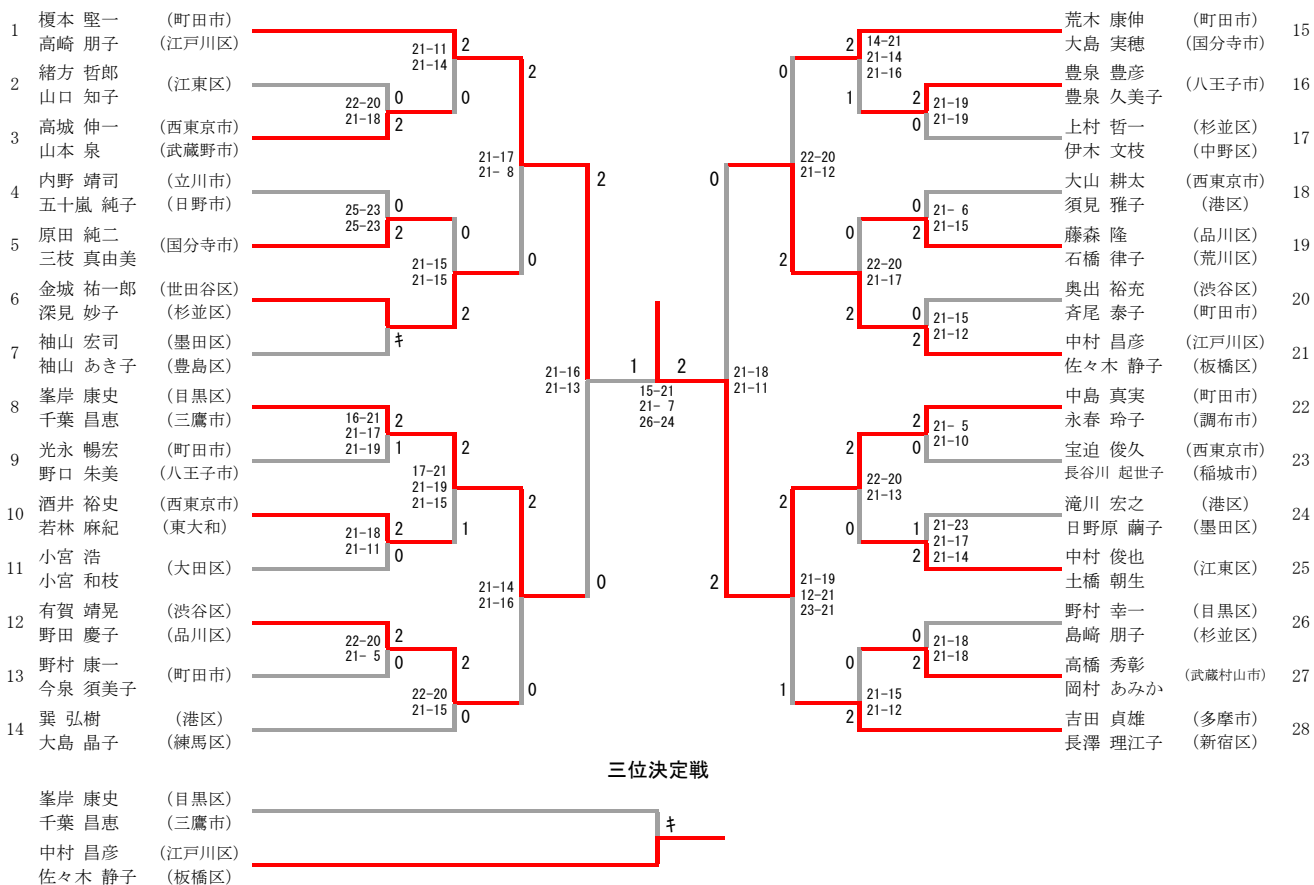 1 榎本 堅一 (町田市)
高崎 朋子 (江戸川区)
2 緒方 哲郎 (江東区)
山口 知子
3 高城 伸一 (西東京市)
山本 泉 (武蔵野市)
4 内野 靖司 (立川市)
五十嵐 純子 (日野市)
5 原田 純二 (国分寺市)
三枝 真由美
6 金城 祐一郎 (世田谷区)
深見 妙子 (杉並区)
7 袖山 宏司 (墨田区)
袖山 あき子 (豊島区)
8 峯岸 康史 (目黒区)
千葉 昌恵 (三鷹市)
9 光永 暢宏 (町田市)
野口 朱美 (八王子市)
10 酒井 裕史 (西東京市)
若林 麻紀 (東大和)
11 小宮 浩 (大田区)
小宮 和枝
12 有賀 靖晃 (渋谷区)
野田 慶子 (品川区)
13 野村 康一 (町田市)
今泉 須美子
14 巽 弘樹 (港区)
大島 晶子 (練馬区)
21-11 2
21-14
0
22-20 0
21-18 2
2
21-17
21- 8
0
25-23 0
25-23 2
0
21-15
21-15
2
キ
2
21-16
21-13
0
16-21 2
21-17
21-19 1
2
17-21
21-19
21-15
1
21-18 2
21-11 0
2
21-14
21-16
0
22-20 2
21- 5 0
2
22-20
21-15 0
1 2
15-21
21- 7
26-24
荒木 康伸 (町田市) 15
大島 実穂 (国分寺市)
豊泉 豊彦 (八王子市) 16
豊泉 久美子
上村 哲一 (杉並区) 17
伊木 文枝 (中野区)
大山 耕太 (西東京市) 18
須見 雅子 (港区)
藤森 隆 (品川区) 19
石橋 律子 (荒川区)
奥出 裕充 (渋谷区) 20
斉尾 泰子 (町田市)
中村 昌彦 (江戸川区) 21
佐々木 静子 (板橋区)
中島 真実 (町田市) 22
永春 玲子 (調布市)
宝迫 俊久 (西東京市) 23
長谷川 起世子 (稲城市)
滝川 宏之 (港区) 24
日野原 繭子 (墨田区)
中村 俊也 (江東区) 25
土橋 朝生
野村 幸一 (目黒区) 26
島﨑 朋子 (杉並区)
高橋 秀彰 (武蔵村山市) 27
岡村 あみか
吉田 貞雄 (多摩市) 28
長澤 理江子 (新宿区)
2 14-21
21-14
21-16
1
2 21-19
0 21-19
0
22-20
21-12
2
0 21- 6
2 21-15
0
22-20
21-17
2
0 21-15
2 21-12
0
21-18
21-11
2
2 21- 5
0 21-10
2
22-20
21-13
0
1 21-23
21-17
2 21-14
2
21-19
12-21
23-21
1
0 21-18
2 21-18
0
21-15
2 21-12
三位決定戦
峯岸 康史 (目黒区)
千葉 昌恵 (三鷹市)
キ
中村 昌彦 (江戸川区)
佐々木 静子 (板橋区)